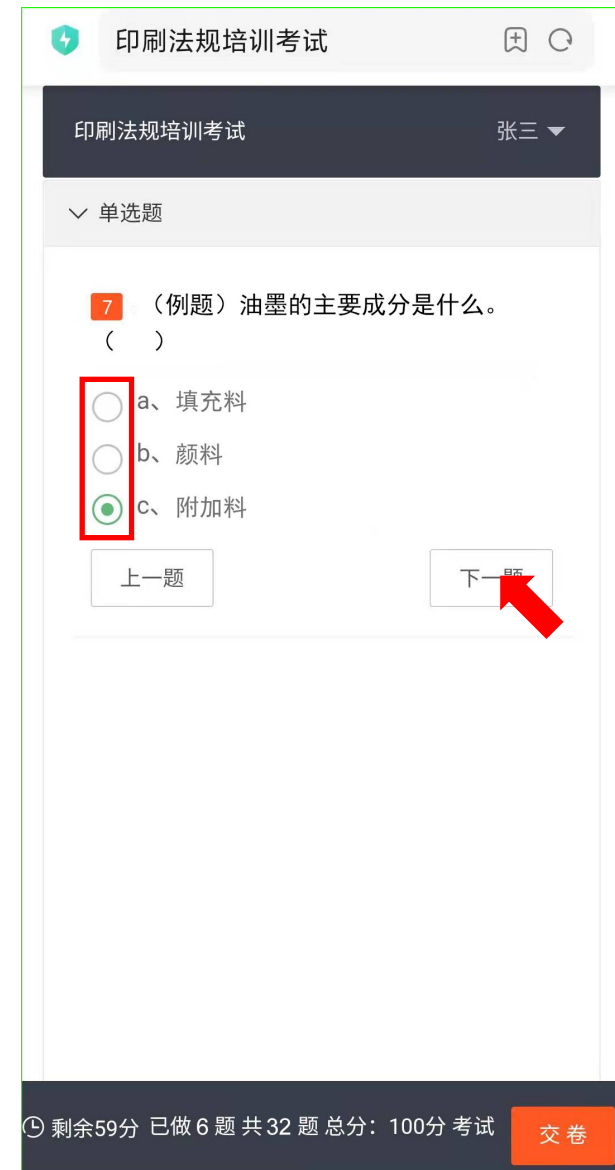 印刷法规培训考试
印刷法规培训考试 张三
单选题
7 （例题）油墨的主要成分是什么。
（ ）
a、填充料
b、颜料
c、附加料
上一题 下一题
剩余59分 已做 6 题 共 32 题 总分：100分 考试 交卷